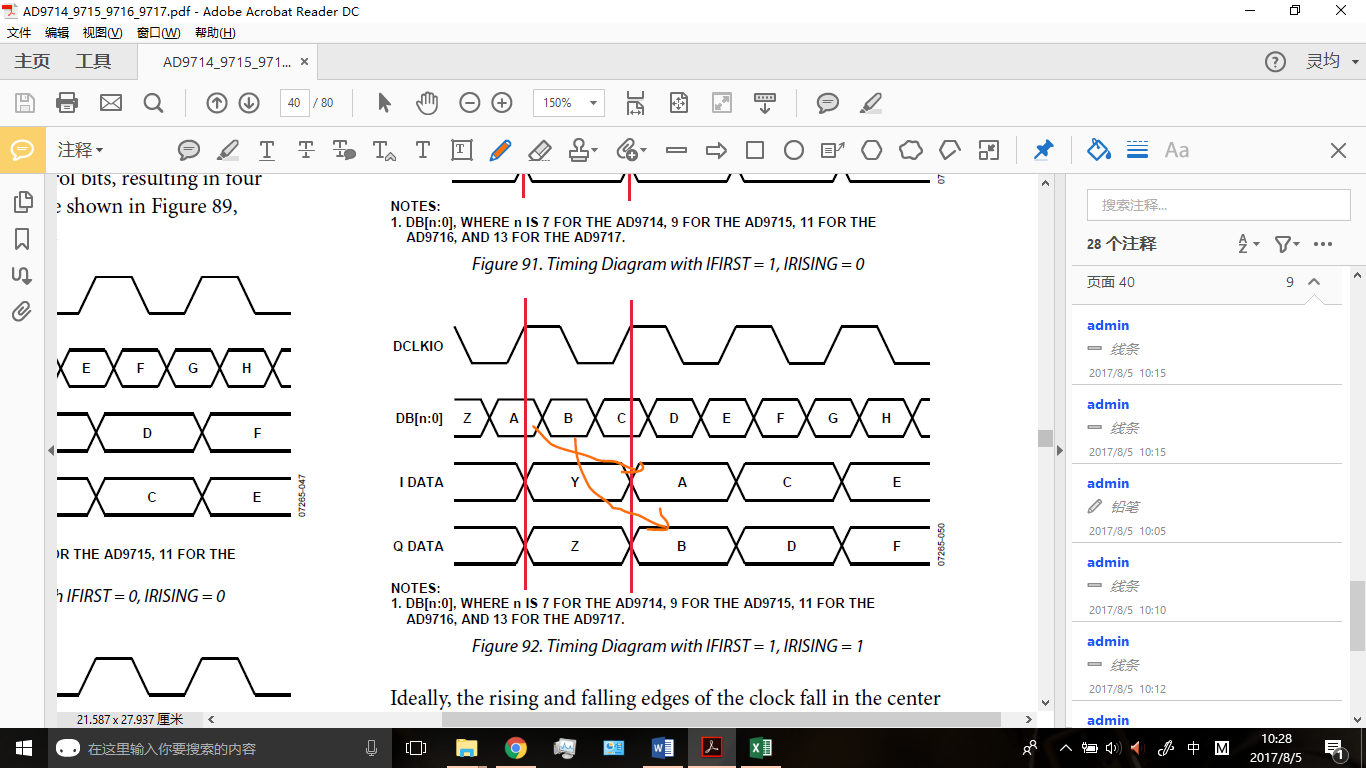 AD9714_9715_9716_9717.pdf - Adobe Acrobat Reader DC
文件 编辑 视图(V) 窗口(W) 帮助(H)
主页 工具 AD9714_9715_971... × 灵均
40 / 80 150%
注释 Aa
rol bits, resulting in four
e shown in Figure 89,
E F G H
D F
C E
07265-047
OR THE AD9715, 11 FOR THE
h IFIRST = 0, IRISING = 0
NOTES:
1. DB[n:0], WHERE n IS 7 FOR THE AD9714, 9 FOR THE AD9715, 11 FOR THE
AD9716, AND 13 FOR THE AD9717.
Figure 91. Timing Diagram with IFIRST = 1, IRISING = 0
DCLKIO
DB[n:0] Z A B C D E F G H
I DATA Y A C E
Q DATA Z B D F
07265-050
NOTES:
1. DB[n:0], WHERE n IS 7 FOR THE AD9714, 9 FOR THE AD9715, 11 FOR THE
AD9716, AND 13 FOR THE AD9717.
Figure 92. Timing Diagram with IFIRST = 1, IRISING = 1
Ideally, the rising and falling edges of the clock fall in the center
21.587 x 27.937 厘米
搜索注释...
28 个注释
页面 40 9
admin
线条
2017/8/5 10:15
admin
线条
2017/8/5 10:15
admin
铅笔
2017/8/5 10:05
admin
线条
2017/8/5 10:10
admin
线条
2017/8/5 10:12
admin
在这里输入你要搜索的内容
中 M
10:28
2017/8/5
1